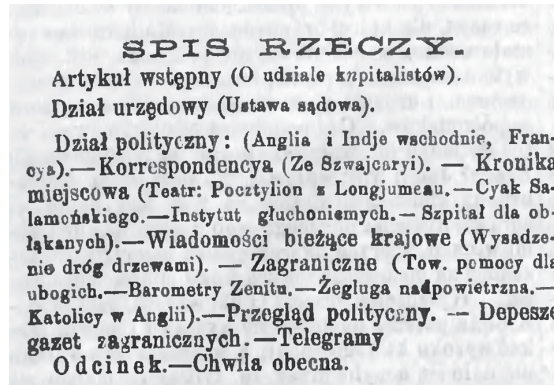 SPIS RZECZY.
Artykuł wstępny (O udziale kapitalistów).
Dział urzędowy (Ustawa sądowa).
Dział polityczny: (Anglia i Indje wschodnie, Fran-
cya). — Korrespondencya (Ze Szwajcaryi). — Kronika
miejscowa (Teatr: Pocztylion z Longjumeau. — Cyrk Sa-
lamońskiego. — Instytut głuchoniemych. — Szpital dla ob-
łąkanych). — Wiadomości bieżące krajowe (Wysadze-
nie dróg drzewami). — Zagraniczne (Tow. pomocy dla
ubogich. — Barometry Zenitu. — Żegluga nadpowietrzna. —
Katolicy w Anglii). — Przegląd polityczny. — Depesze
gazet zagranicznych. — Telegramy
Odcinek. — Chwila obecna.